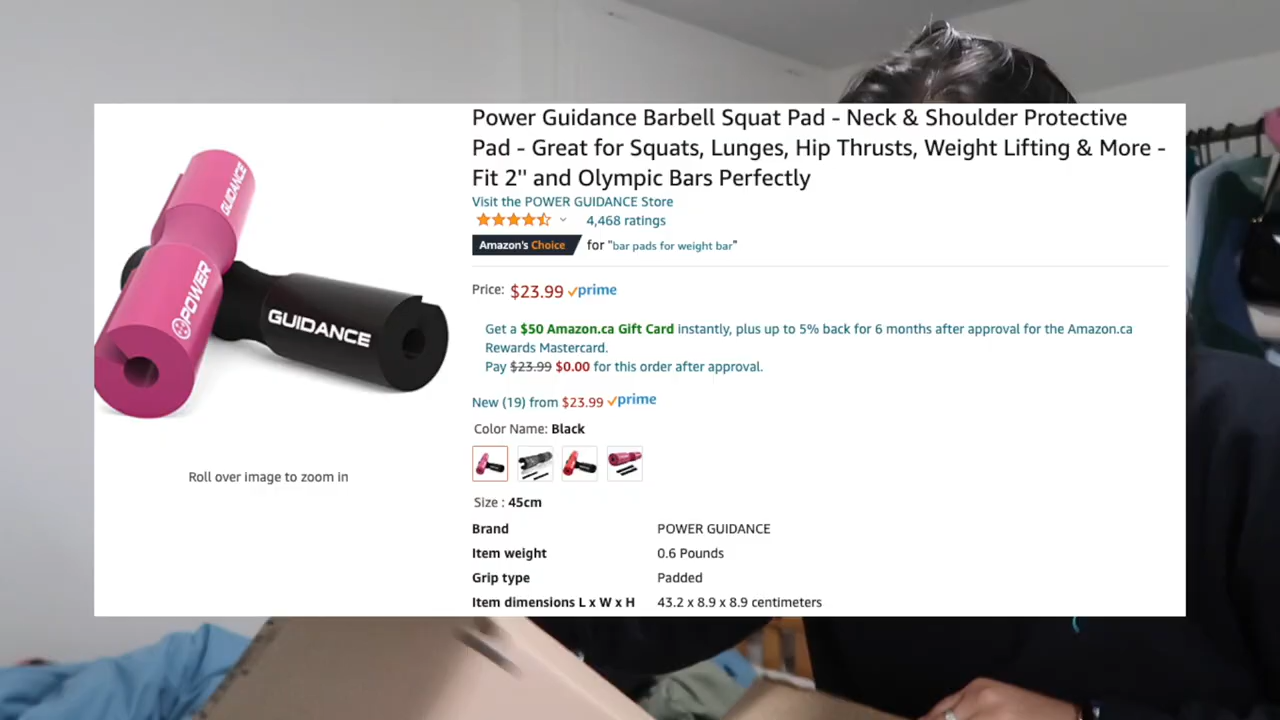 Power Guidance Barbell Squat Pad - Neck & Shoulder Protective
Pad - Great for Squats, Lunges, Hip Thrusts, Weight Lifting & More -
Fit 2" and Olympic Bars Perfectly
Visit the POWER GUIDANCE Store
4,468 ratings
Amazon's Choice for "bar pads for weight bar"
Price: $23.99 prime
Get a $50 Amazon.ca Gift Card instantly, plus up to 5% back for 6 months after approval for the Amazon.ca
Rewards Mastercard.
Pay $23.99 $0.00 for this order after approval.
New (19) from $23.99 prime
Color Name: Black
Size : 45cm
Brand POWER GUIDANCE
Item weight 0.6 Pounds
Grip type Padded
Item dimensions L x W x H 43.2 x 8.9 x 8.9 centimeters
GUIDANCE
POWER
GUIDANCE
Roll over image to zoom in